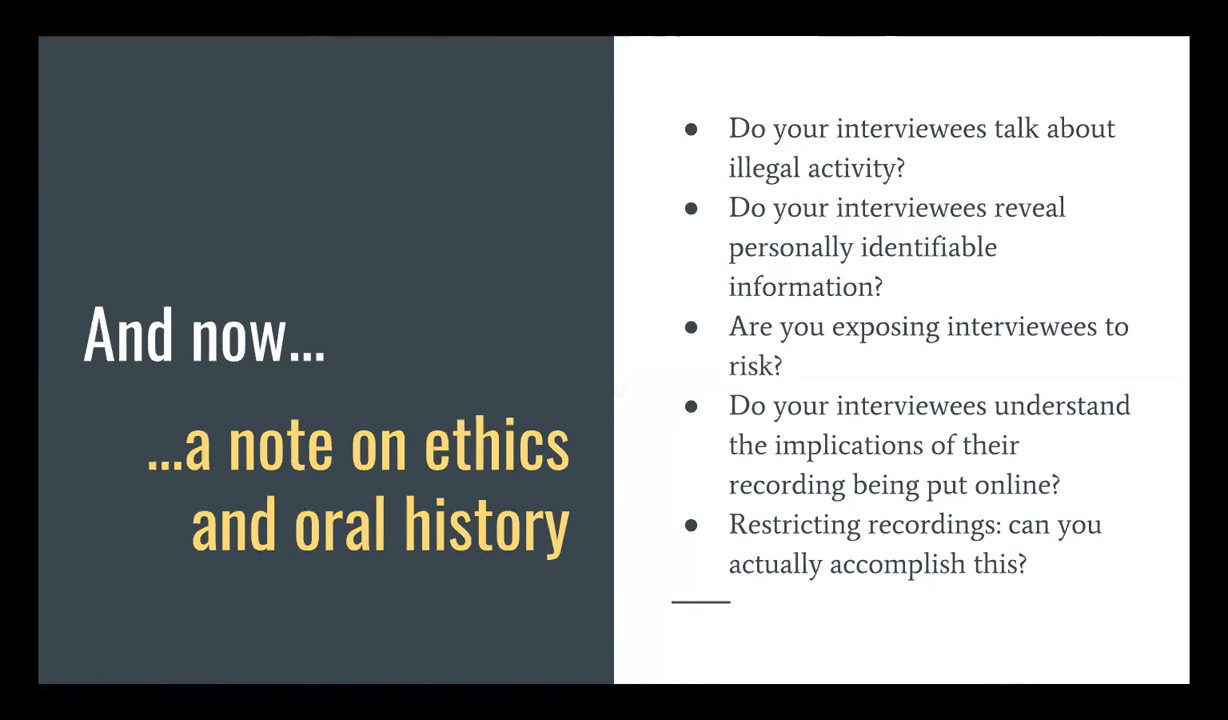 And now...
...a note on ethics
and oral history
● Do your interviewees talk about
illegal activity?
● Do your interviewees reveal
personally identifiable
information?
● Are you exposing interviewees to
risk?
● Do your interviewees understand
the implications of their
recording being put online?
● Restricting recordings: can you
actually accomplish this?